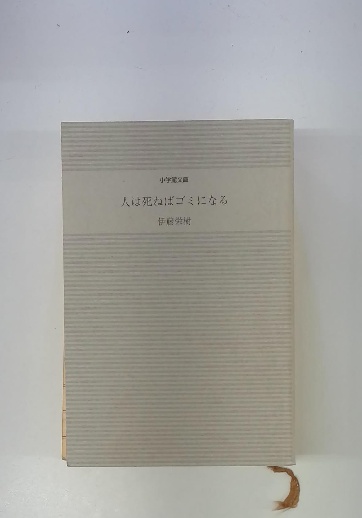 小学館文庫
人は死ねばゴミになる
伊藤栄樹